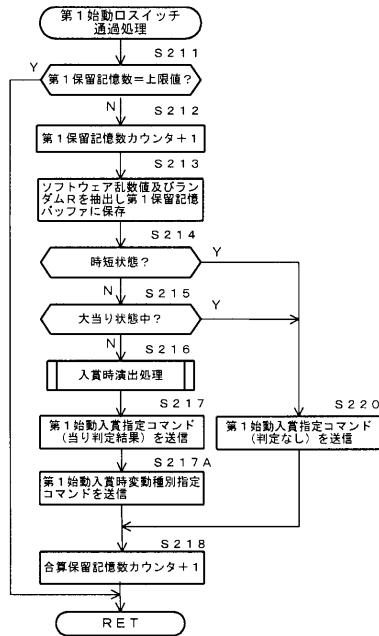 第１始動口スイッチ
通過処理
Ｓ２１１
Ｙ
第１保留記憶数＝上限値？
Ｎ
Ｓ２１２
第１保留記憶数カウンタ＋１
Ｓ２１３
ソフトウェア乱数値及びラン
ダムＲを抽出し第１保留記憶
バッファに保存
Ｓ２１４
時短状態？
Ｙ
Ｎ
Ｓ２１５
大当り状態中？
Ｙ
Ｎ
Ｓ２１６
入賞時演出処理
Ｓ２１７
Ｓ２２０
第１始動入賞指定コマンド
（当り判定結果）を送信
第１始動入賞指定コマンド
（判定なし）を送信
Ｓ２１７Ａ
第１始動入賞時変動種別指定
コマンドを送信
Ｓ２１８
合算保留記憶数カウンタ＋１
ＲＥＴ